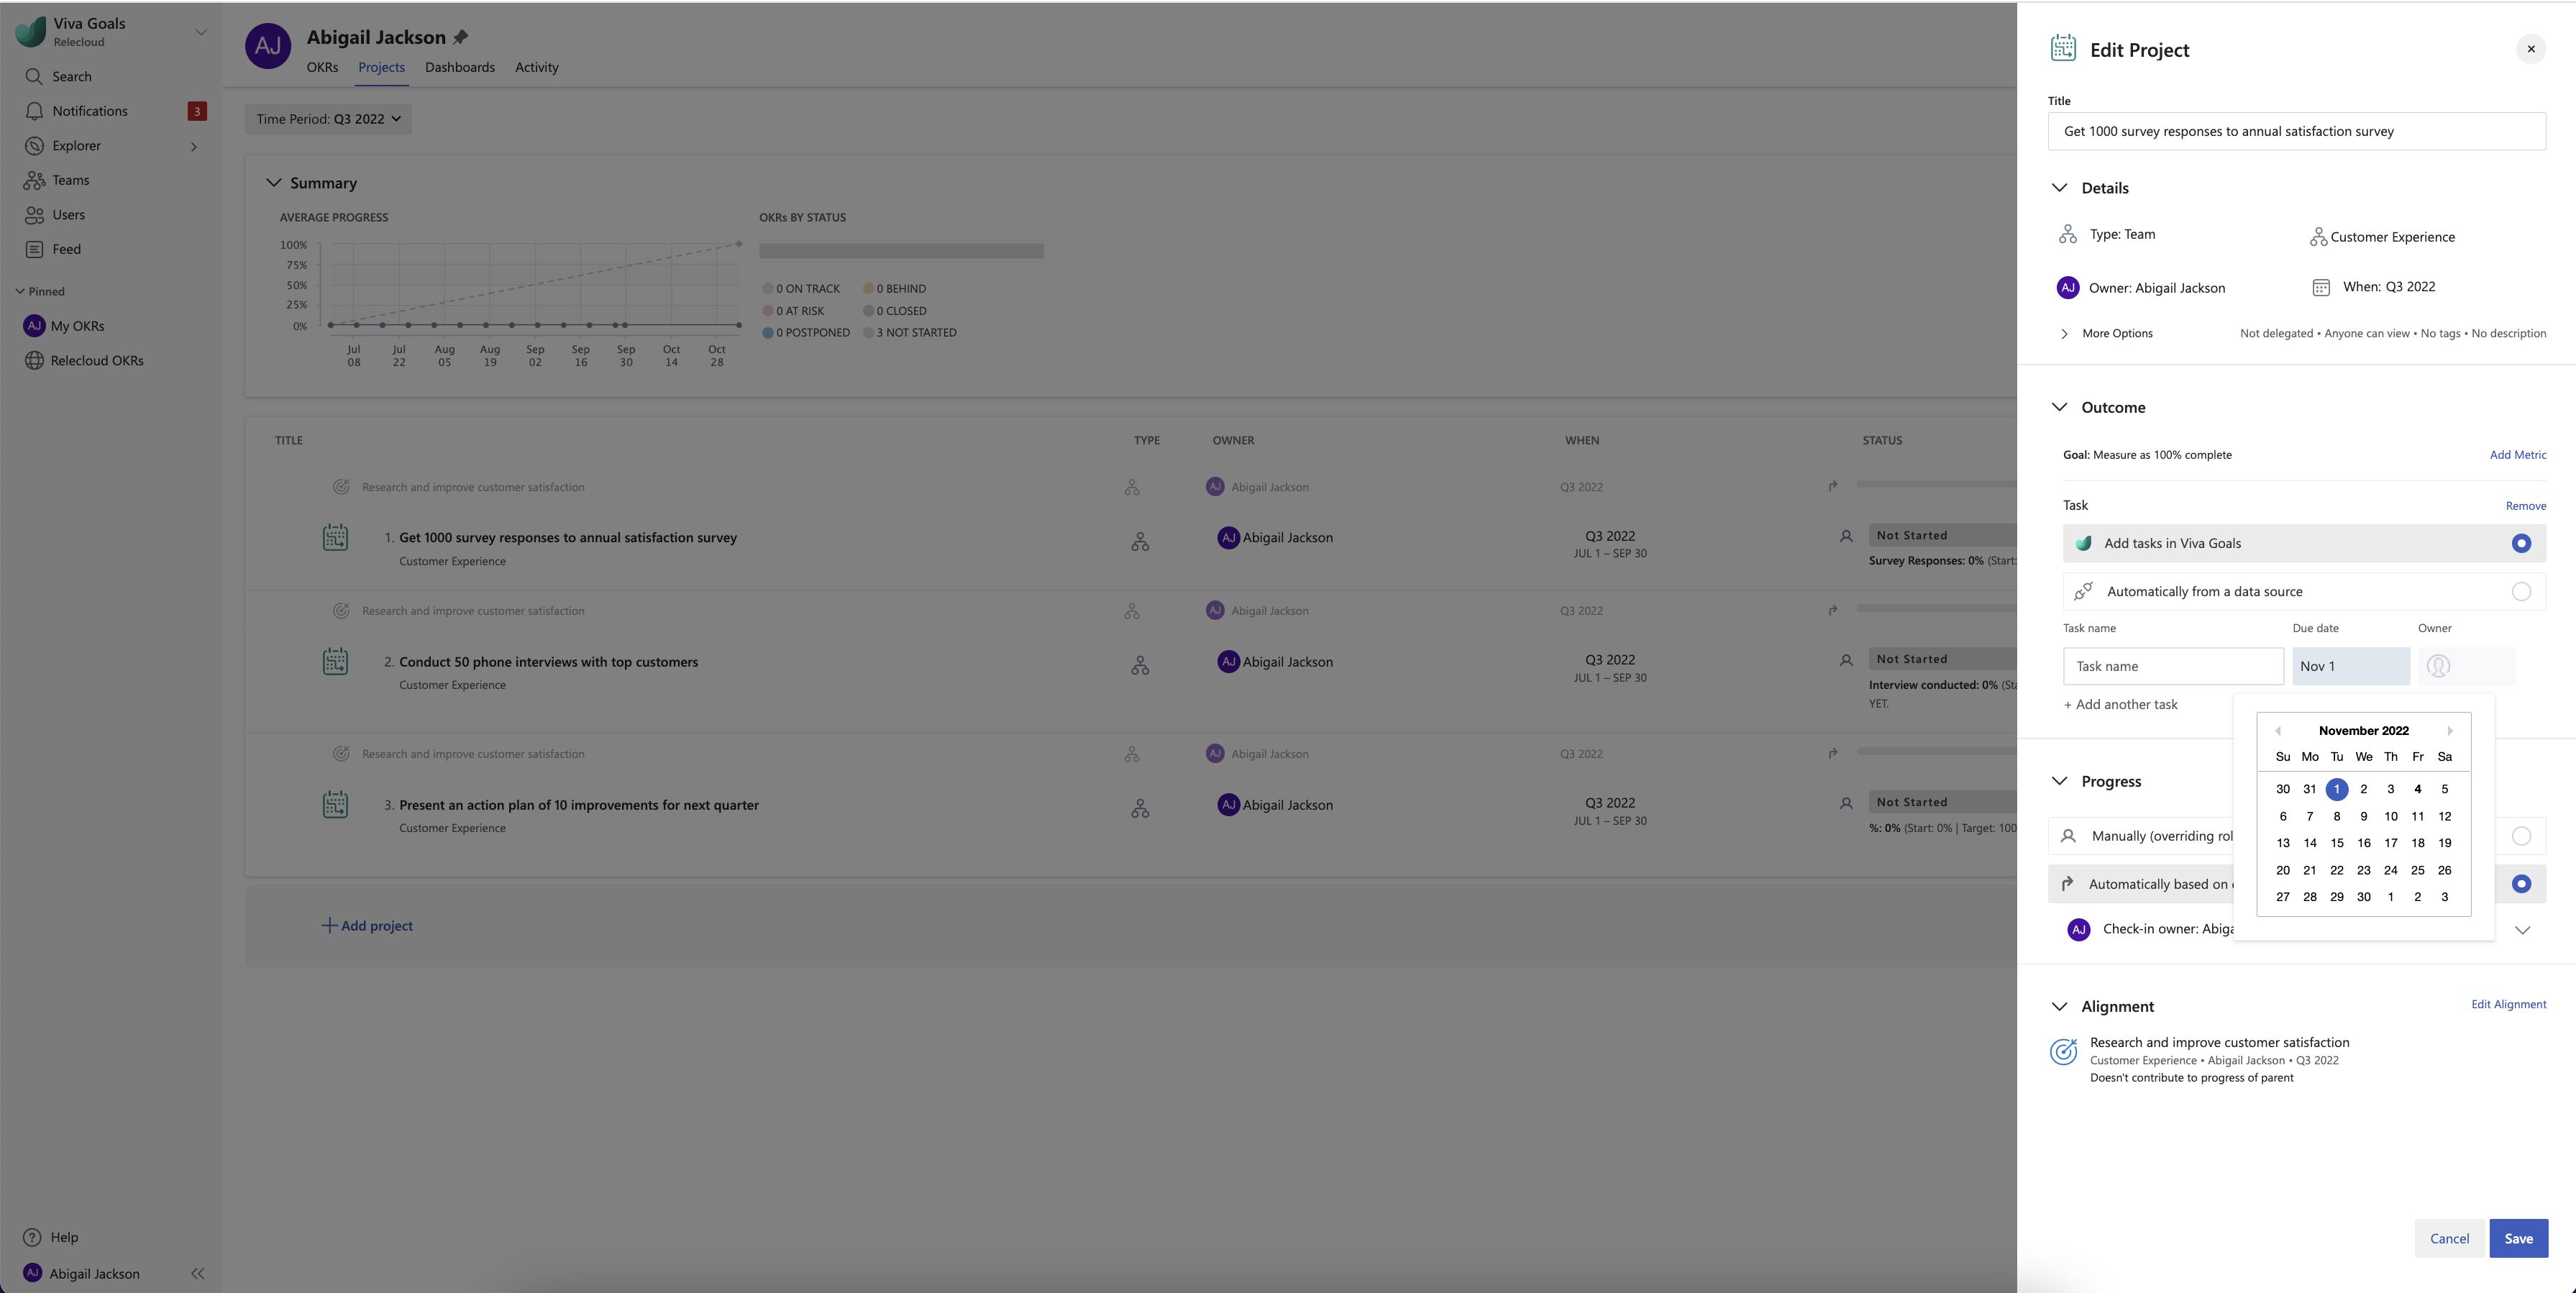 Viva Goals
Relecloud
Search
Notifications 3
Explorer
Teams
Users
Feed
Pinned
AJ My OKRs
Relecloud OKRs
Help
AJ Abigail Jackson
AJ Abigail Jackson
OKRs Projects Dashboards Activity
Time Period: Q3 2022
Summary
AVERAGE PROGRESS
100%
75%
50%
25%
0%
Jul 08 Jul 22 Aug 05 Aug 19 Sep 02 Sep 16 Sep 30 Oct 14 Oct 28
OKRs BY STATUS
0 ON TRACK 0 BEHIND
0 AT RISK 0 CLOSED
0 POSTPONED 3 NOT STARTED
TITLE TYPE OWNER WHEN STATUS
Research and improve customer satisfaction AJ Abigail Jackson Q3 2022
1. Get 1000 survey responses to annual satisfaction survey AJ Abigail Jackson Q3 2022 Not Started
Customer Experience JUL 1 – SEP 30 Survey Responses: 0% (Start:
Research and improve customer satisfaction AJ Abigail Jackson Q3 2022
2. Conduct 50 phone interviews with top customers AJ Abigail Jackson Q3 2022 Not Started
Customer Experience JUL 1 – SEP 30 Interview conducted: 0% (Sta
YET.
Research and improve customer satisfaction AJ Abigail Jackson Q3 2022
3. Present an action plan of 10 improvements for next quarter AJ Abigail Jackson Q3 2022 Not Started
Customer Experience JUL 1 – SEP 30 %: 0% (Start: 0% | Target: 100
+ Add project
Edit Project
Title
Get 1000 survey responses to annual satisfaction survey
Details
Type: Team Customer Experience
AJ Owner: Abigail Jackson When: Q3 2022
More Options Not delegated • Anyone can view • No tags • No description
Outcome
Goal: Measure as 100% complete Add Metric
Task Remove
Add tasks in Viva Goals
Automatically from a data source
Task name Due date Owner
Task name Nov 1
+ Add another task
November 2022
Su Mo Tu We Th Fr Sa
30 31 1 2 3 4 5
6 7 8 9 10 11 12
13 14 15 16 17 18 19
20 21 22 23 24 25 26
27 28 29 30 1 2 3
Progress
Manually (overriding rol
Automatically based on
AJ Check-in owner: Abiga
Alignment Edit Alignment
Research and improve customer satisfaction
Customer Experience • Abigail Jackson • Q3 2022
Doesn't contribute to progress of parent
Cancel Save